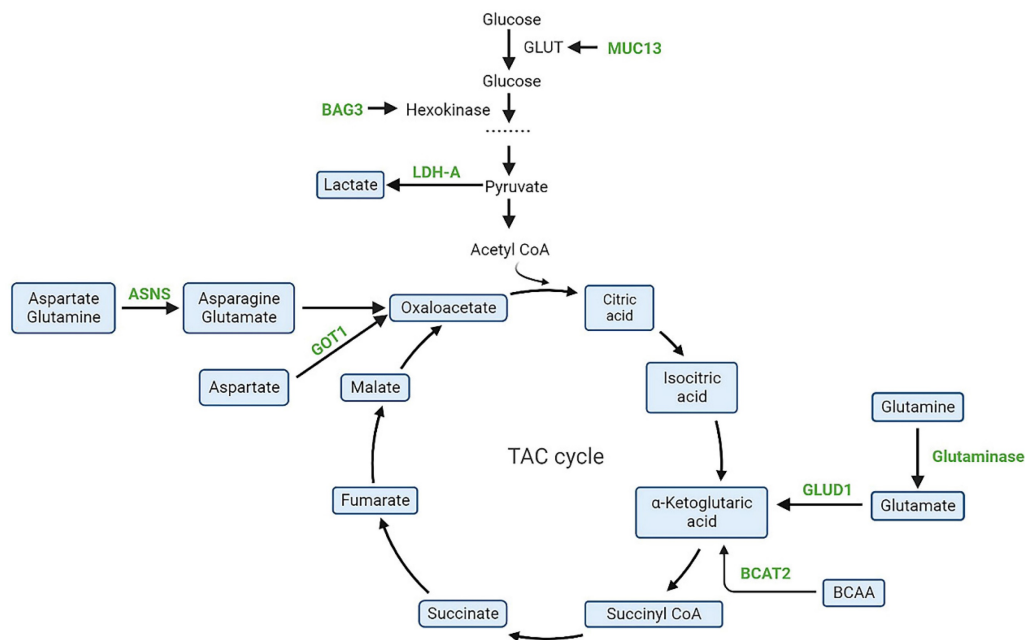 Glucose
GLUT
MUC13
Glucose
BAG3
Hexokinase
LDH-A
Lactate
Pyruvate
Acetyl CoA
Aspartate
Glutamine
ASNS
Asparagine
Glutamate
Oxaloacetate
Citric
acid
GOT1
Aspartate
Malate
Isocitric
acid
Glutamine
TAC cycle
Glutaminase
Fumarate
α-Ketoglutaric
acid
GLUD1
Glutamate
BCAT2
BCAA
Succinate
Succinyl CoA